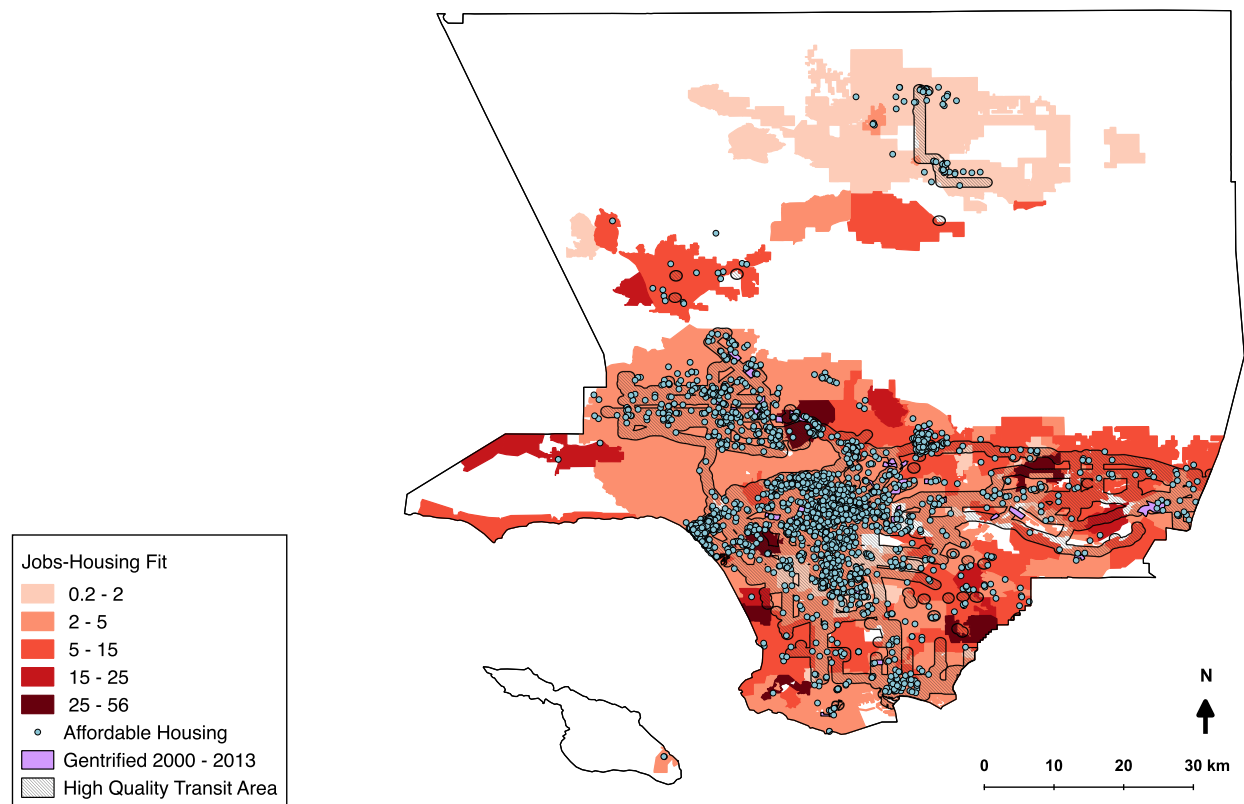 Jobs-Housing Fit
0.2 - 2
2 - 5
5 - 15
15 - 25
25 - 56
Affordable Housing
Gentrified 2000 - 2013
High Quality Transit Area
N
0 10 20 30 km